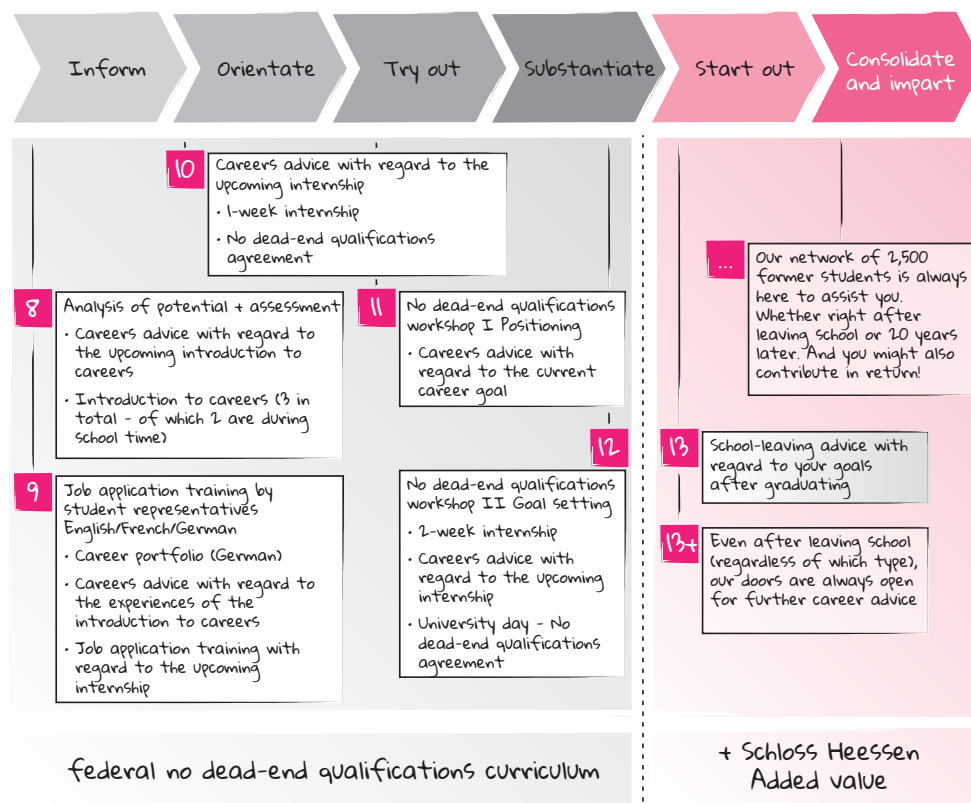 Inform
Orientate
Try out
Substantiate
Start out
Consolidate
and impart
10
Careers advice with regard to the
upcoming internship
· 1-week internship
· No dead-end qualifications
agreement
8
Analysis of potential + assessment
· Careers advice with regard to
the upcoming introduction to
careers
· Introduction to careers (3 in
total - of which 2 are during
school time)
11
No dead-end qualifications
workshop I Positioning
· Careers advice with
regard to the current
career goal
9
Job application training by
student representatives
English/French/German
· Career portfolio (German)
· Careers advice with regard to
the experiences of the
introduction to careers
· Job application training with
regard to the upcoming
internship
12
No dead-end qualifications
workshop II Goal setting
· 2-week internship
· Careers advice with
regard to the upcoming
internship
· University day - No
dead-end qualifications
agreement
...
Our network of 2,500
former students is always
here to assist you.
Whether right after
leaving school or 20 years
later. And you might also
contribute in return!
13
School-leaving advice with
regard to your goals
after graduating
13+
Even after leaving school
(regardless of which type),
our doors are always open
for further career advice
federal no dead-end qualifications curriculum
+ Schloss Heessen
Added value